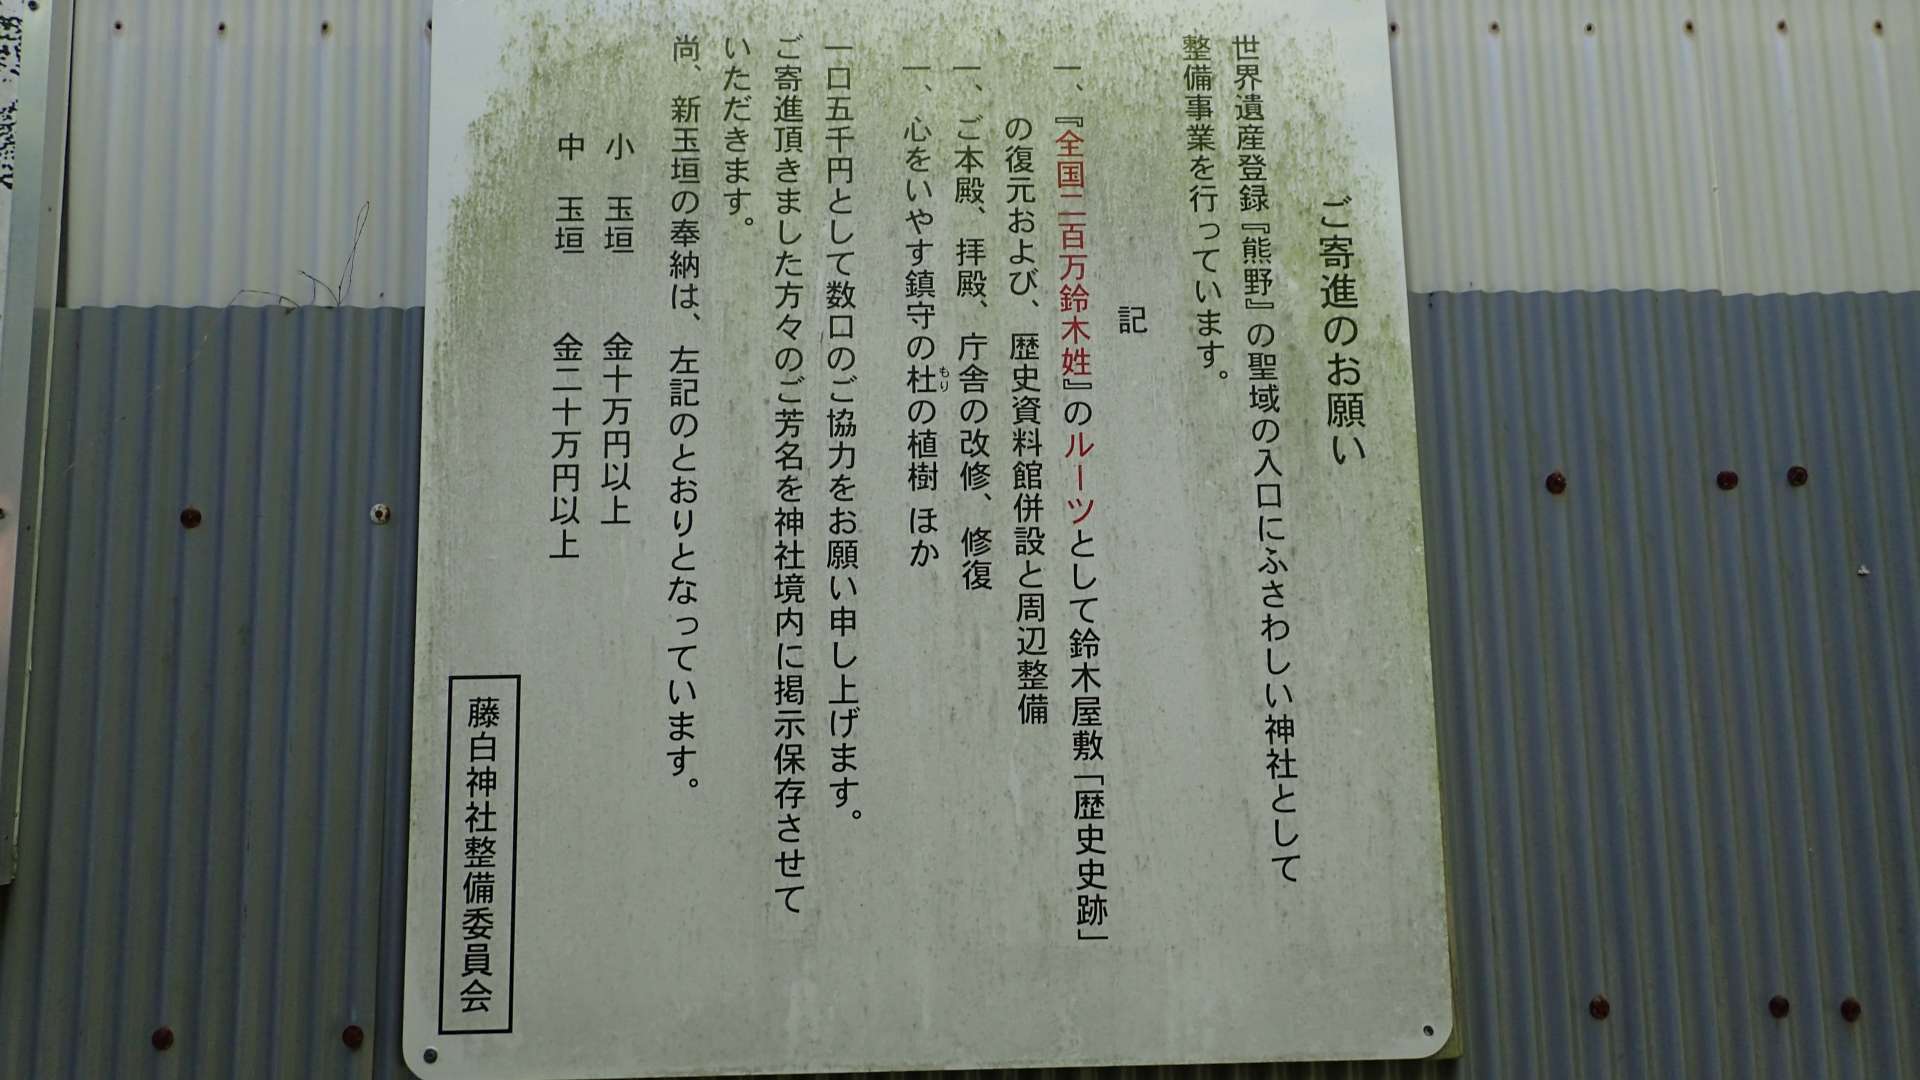 ご寄進のお願い
世界遺産登録『熊野』の聖域の入口にふさわしい神社として
整備事業を行っています。
記
一、『全国二百万鈴木姓』のルーツとして鈴木屋敷「歴史史跡」
の復元および、歴史資料館併設と周辺整備
一、ご本殿、拝殿、庁舎の改修、修復
一、心をいやす鎮守の杜の植樹 ほか
もり
一口五千円として数口のご協力をお願い申し上げます。
ご寄進頂きました方々のご芳名を神社境内に掲示保存させて
いただきます。
尚、新玉垣の奉納は、左記のとおりとなっています。
小 玉垣 金十万円以上
中 玉垣 金二十万円以上
藤白神社整備委員会